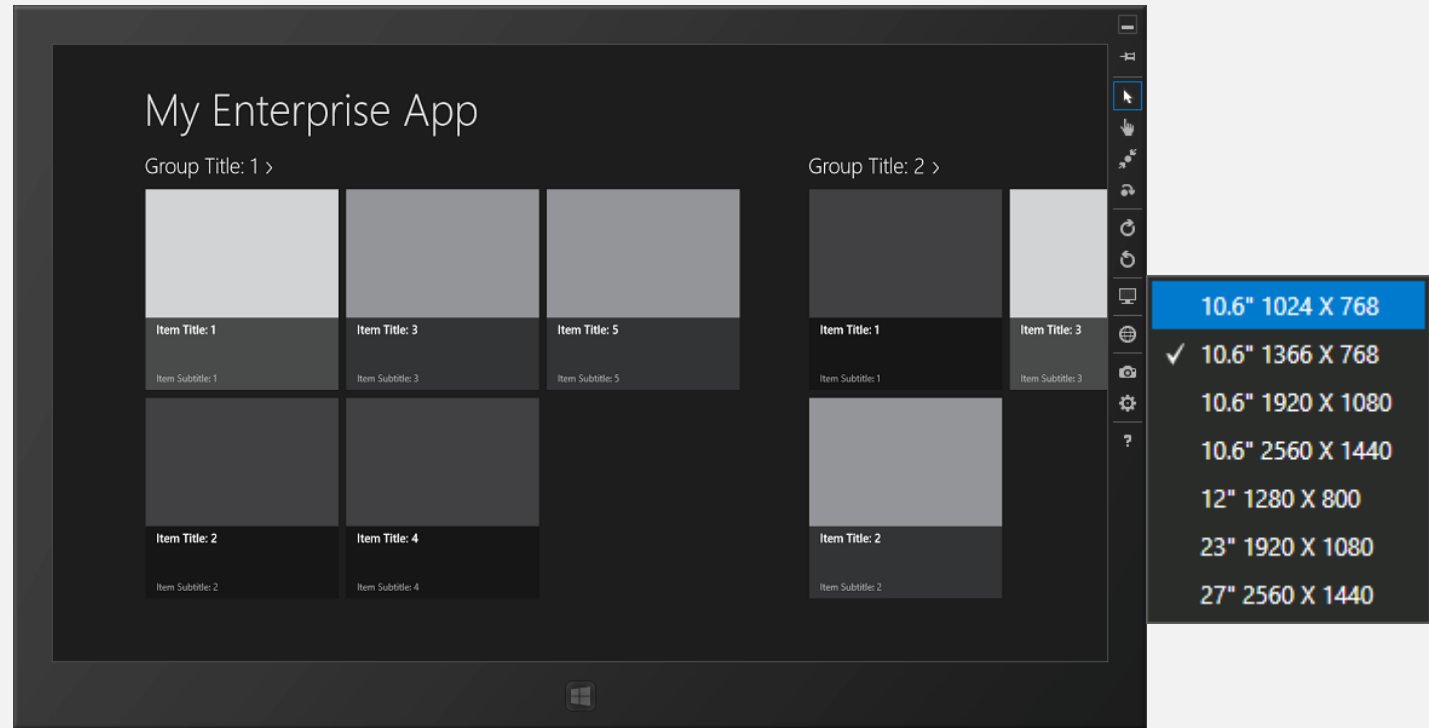 My Enterprise App
Group Title: 1 >
Item Title: 1
Item Subtitle: 1
Item Title: 3
Item Subtitle: 3
Item Title: 5
Item Subtitle: 5
Item Title: 2
Item Subtitle: 2
Item Title: 4
Item Subtitle: 4
Group Title: 2 >
Item Title: 1
Item Subtitle: 1
Item Title: 3
Item Subtitle: 3
Item Title: 2
Item Subtitle: 2
?
10.6" 1024 X 768
10.6" 1366 X 768
10.6" 1920 X 1080
10.6" 2560 X 1440
12" 1280 X 800
23" 1920 X 1080
27" 2560 X 1440